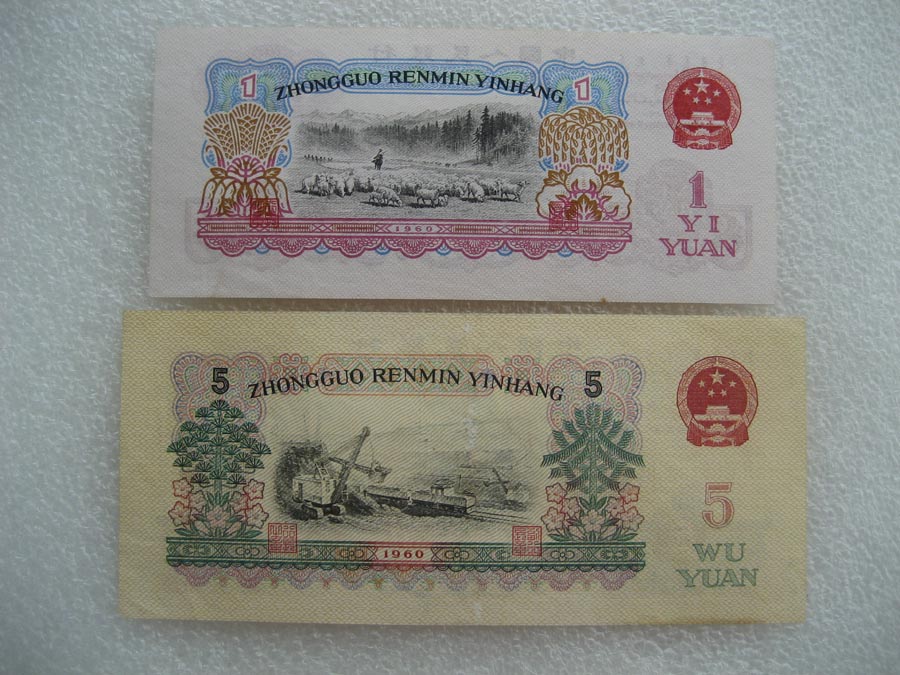 1 ZHONGGUO RENMIN YINHANG 1
1
YI
YUAN
1960
5 ZHONGGUO RENMIN YINHANG 5
5
WU
YUAN
1960